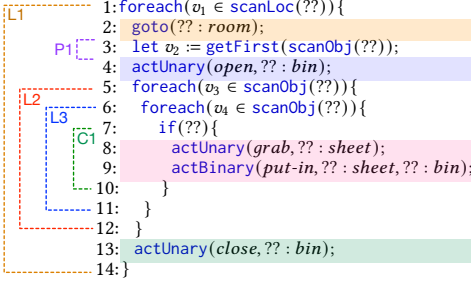 L1 1: foreach(v₁ ∈ scanLoc(??)){
2: goto(?? : room);
P1 3: let v₂ := getFirst(scanObj(??));
4: actUnary(open, ?? : bin);
L2 5: foreach(v₃ ∈ scanObj(??)){
L3 6: foreach(v₄ ∈ scanObj(??)){
C1 7: if(??){
8: actUnary(grab, ?? : sheet);
9: actBinary(put-in, ?? : sheet, ?? : bin);
10: }
11: }
12: }
13: actUnary(close, ?? : bin);
14: }